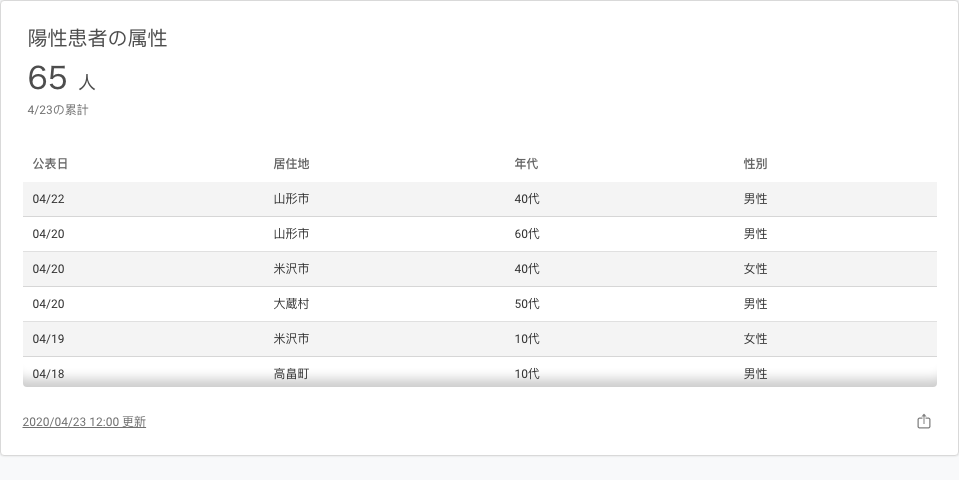 陽性患者の属性
65 人
4/23の累計
公表日 居住地 年代 性別
04/22 山形市 40代 男性
04/20 山形市 60代 男性
04/20 米沢市 40代 女性
04/20 大蔵村 50代 男性
04/19 米沢市 10代 女性
04/18 高畠町 10代 男性
2020/04/23 12:00 更新